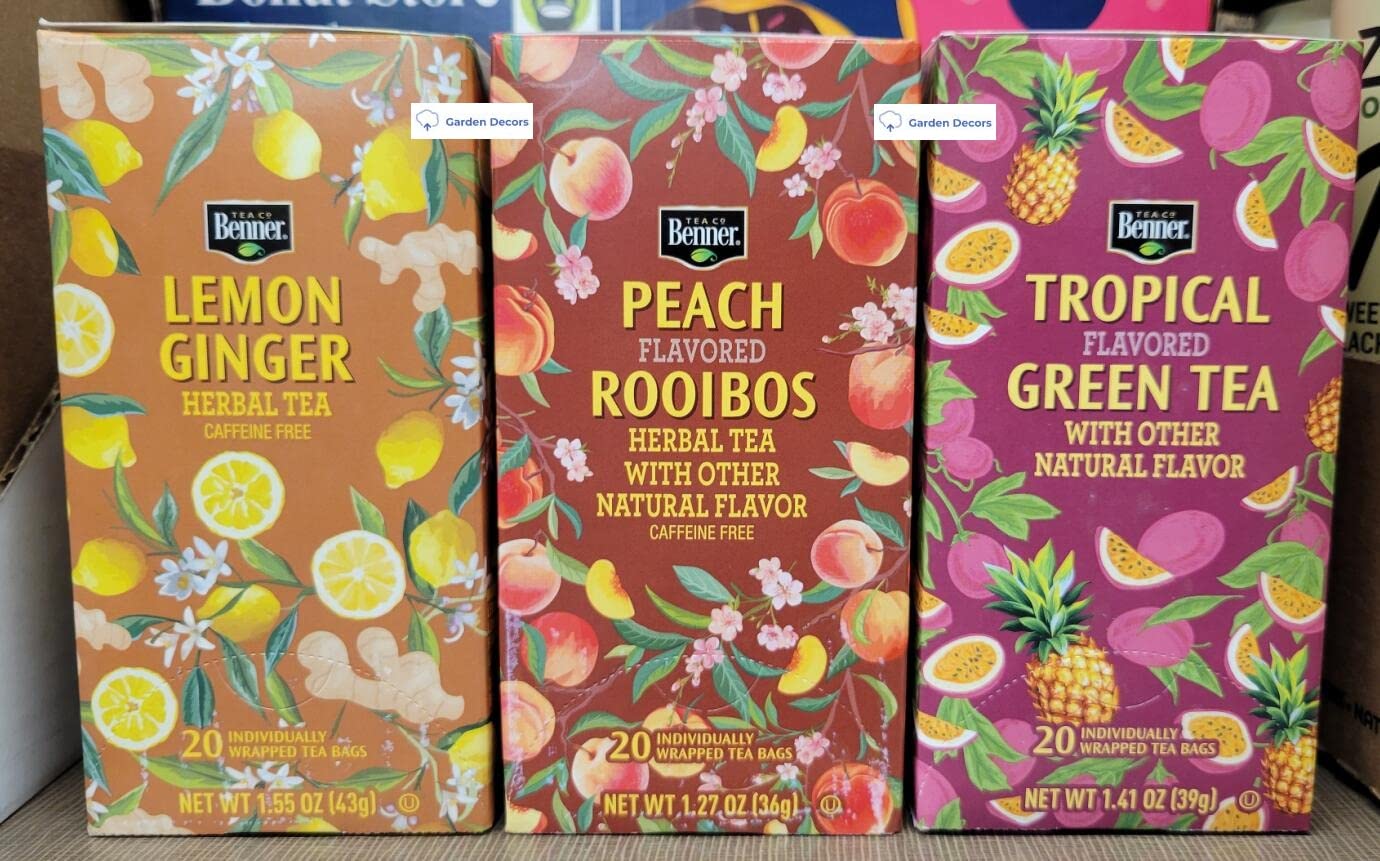 Donut Store
Garden Decors
Garden Decors
TEA Cº
Benner.
LEMON
GINGER
HERBAL TEA
CAFFEINE FREE
20 INDIVIDUALLY
WRAPPED TEA BAGS
NET WT 1.55 OZ (43g) U
TEA Cº
Benner®
PEACH
FLAVORED
ROOIBOS
HERBAL TEA
WITH OTHER
NATURAL FLAVOR
CAFFEINE FREE
20 INDIVIDUALLY
WRAPPED TEA BAGS
NET WT 1.27 OZ (36g) U
TEA Cº
Benner®
TROPICAL
FLAVORED
GREEN TEA
WITH OTHER
NATURAL FLAVOR
20 INDIVIDUALLY
WRAPPED TEA BAGS
NET WT 1.41 OZ (39g) U